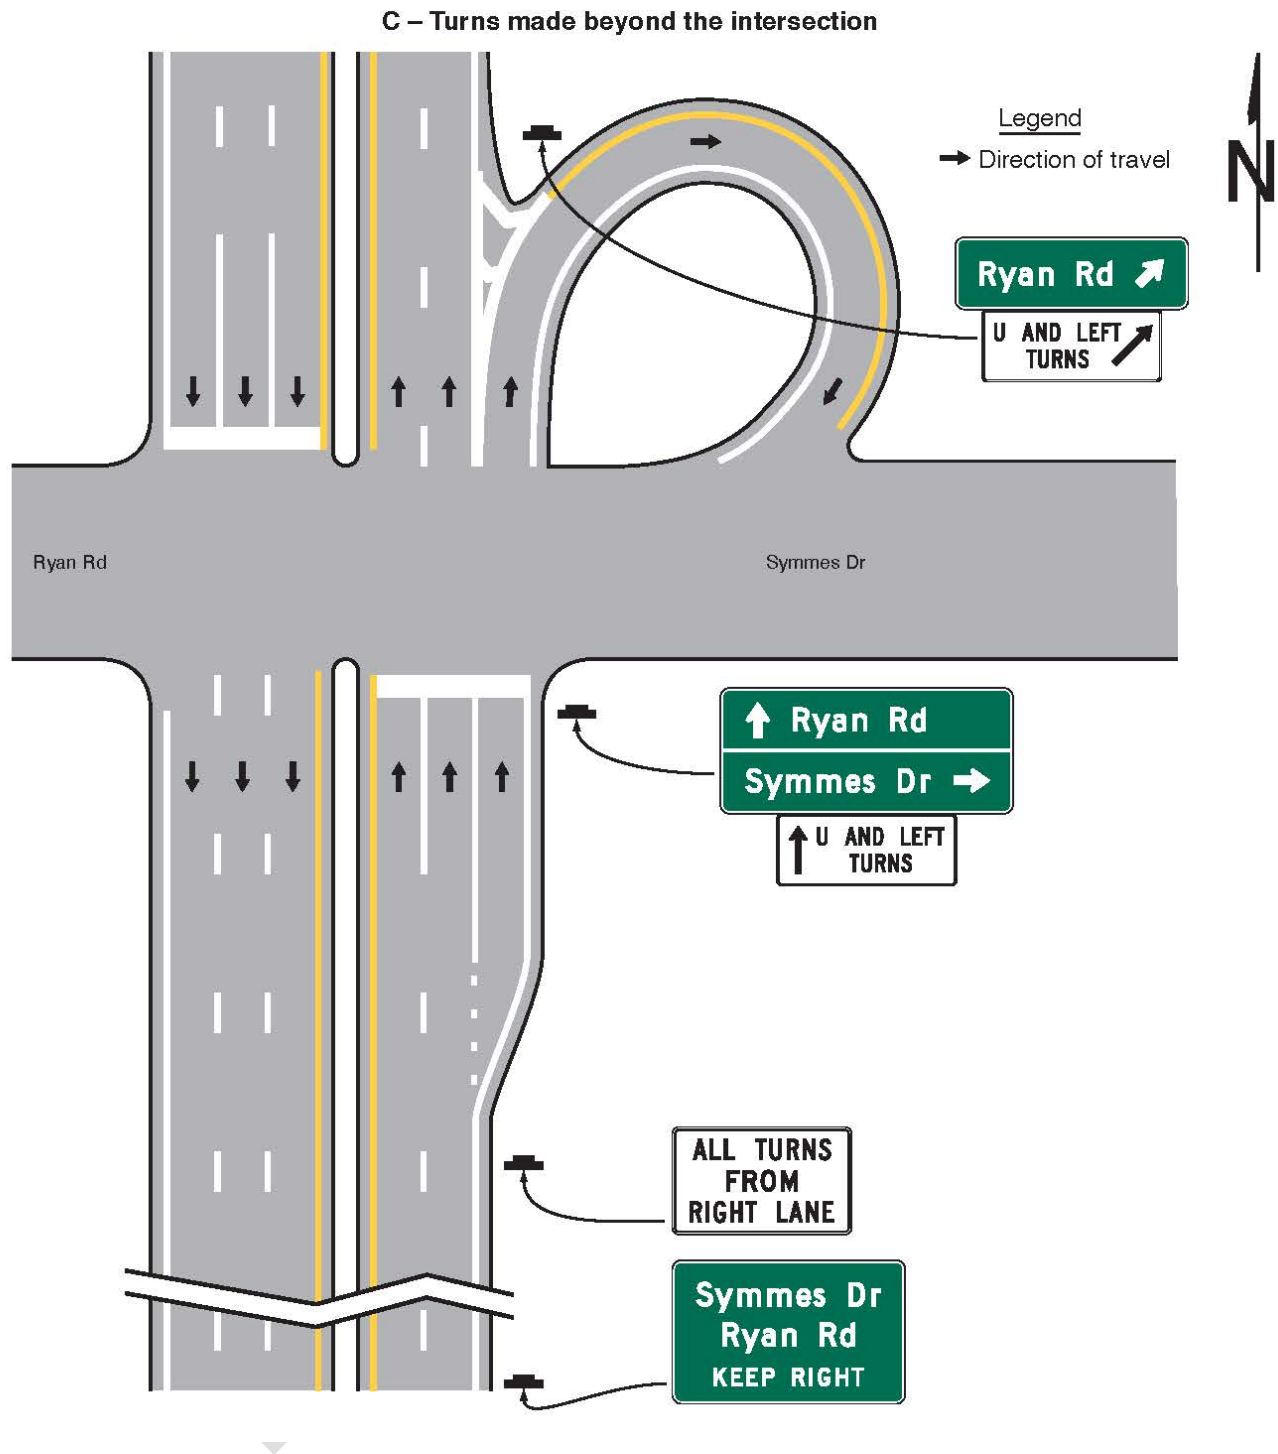 C – Turns made beyond the intersection
Legend
Direction of travel
N
Ryan Rd
U AND LEFT
TURNS
Ryan Rd
Symmes Dr
Ryan Rd
Symmes Dr
U AND LEFT
TURNS
ALL TURNS
FROM
RIGHT LANE
Symmes Dr
Ryan Rd
KEEP RIGHT